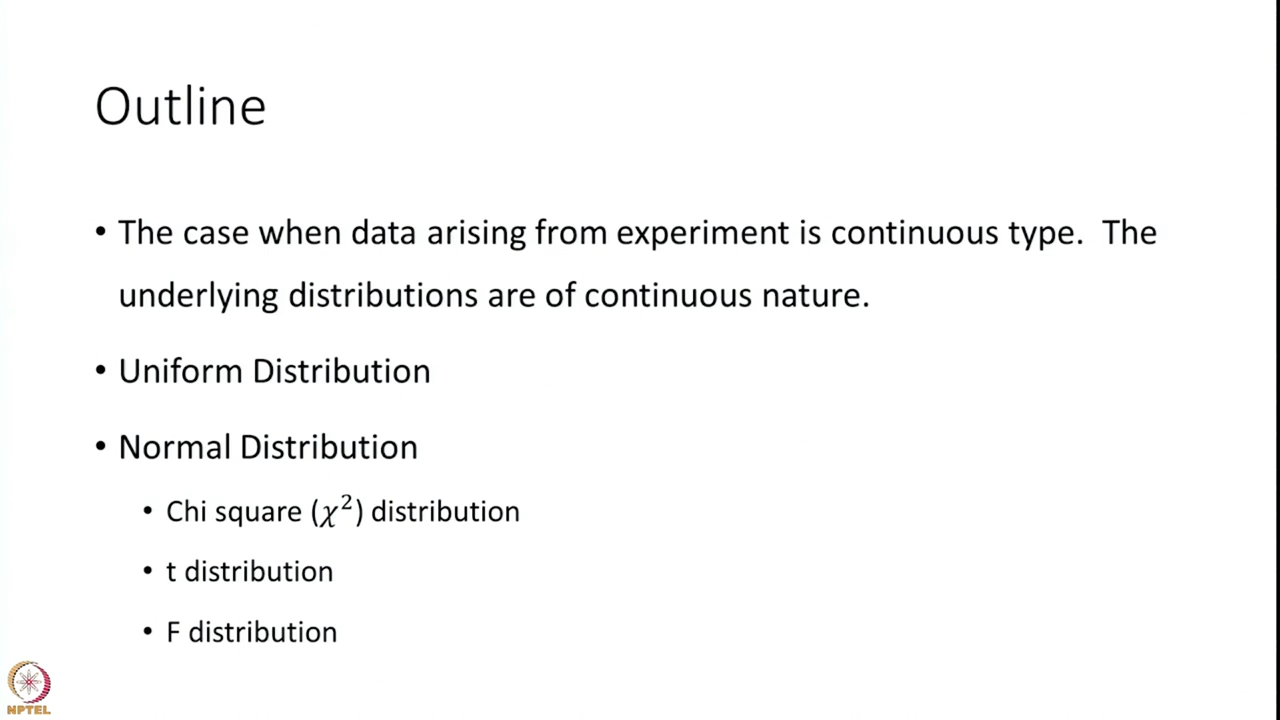 Outline
• The case when data arising from experiment is continuous type.  The
underlying distributions are of continuous nature.
• Uniform Distribution
• Normal Distribution
• Chi square (χ²) distribution
• t distribution
• F distribution
NPTEL